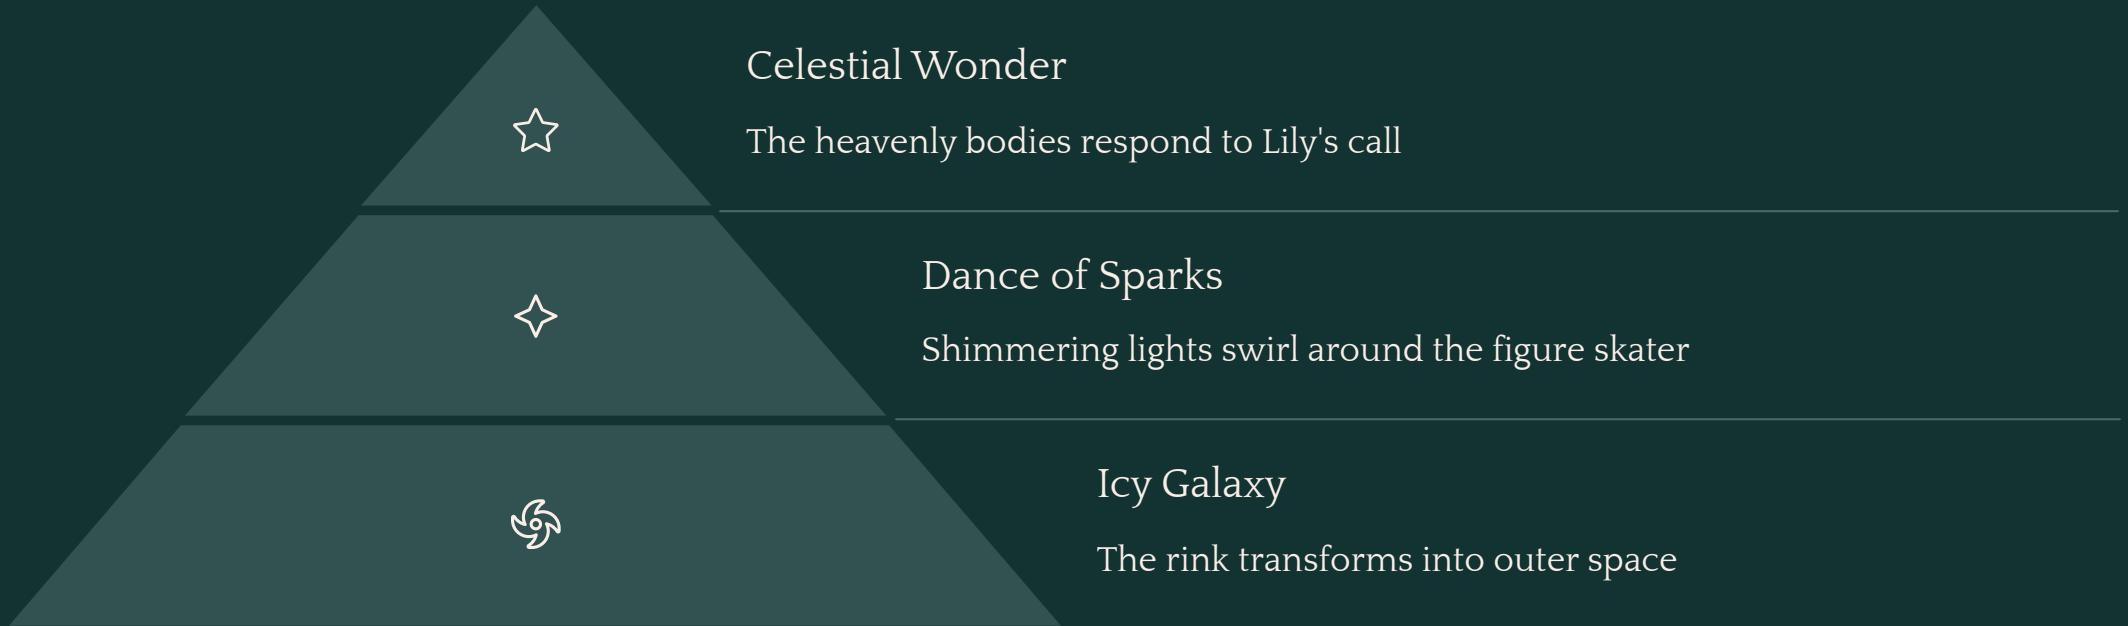 Celestial Wonder
The heavenly bodies respond to Lily's call
Dance of Sparks
Shimmering lights swirl around the figure skater
Icy Galaxy
The rink transforms into outer space